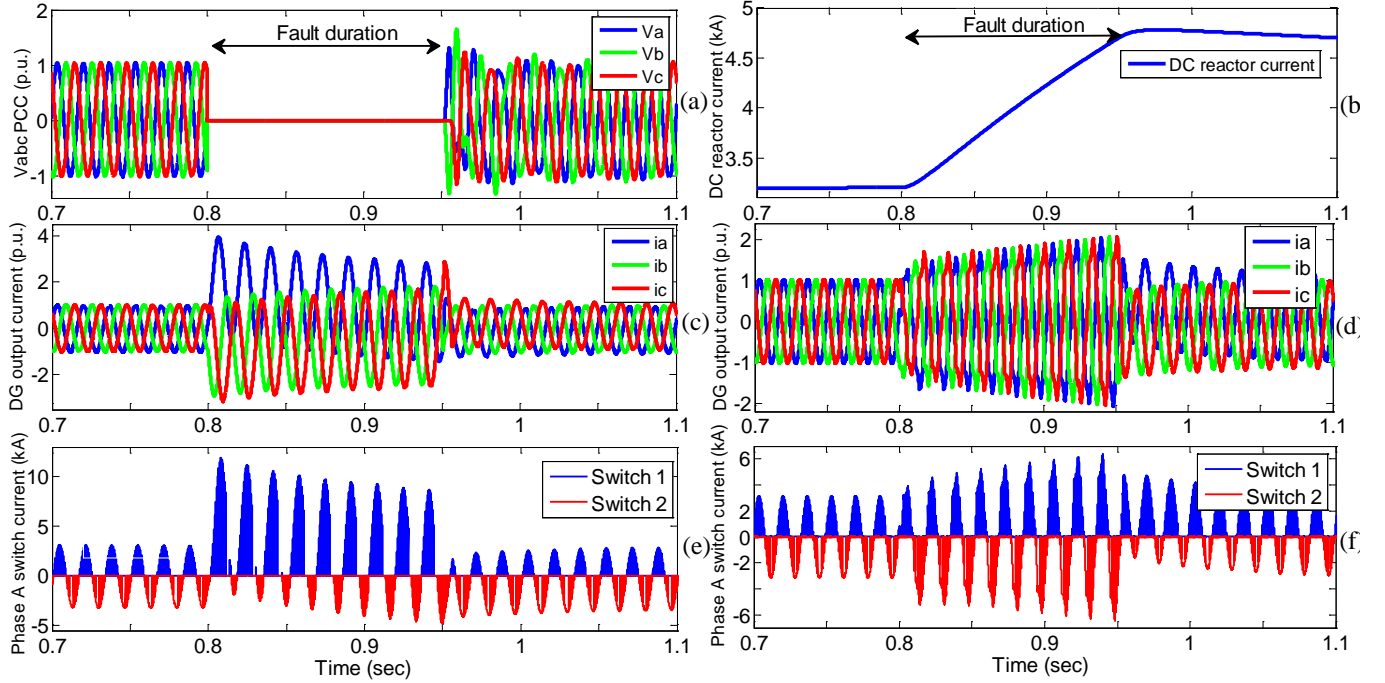 Vabc PCC (p.u.)
1
0
-1
Fault duration
Va
Vb
Vc
(a)
0.7
0.8
0.9
1
1.1
DC reactor current (kA)
5
4.5
4
3.5
Fault duration
DC reactor current
(b)
0.7
0.8
0.9
1
1.1
DG output current (p.u.)
4
2
0
-2
ia
ib
ic
(c)
0.7
0.8
0.9
1
1.1
DG output current (p.u.)
2
1
0
-1
-2
ia
ib
ic
(d)
0.7
0.8
0.9
1
1.1
Phase A switch current (kA)
10
5
0
-5
Switch 1
Switch 2
(e)
0.7
0.8
0.9
1
1.1
Time (sec)
Phase A switch current (kA)
6
4
2
0
-2
-4
-6
Switch 1
Switch 2
(f)
0.7
0.8
0.9
1
1.1
Time (sec)